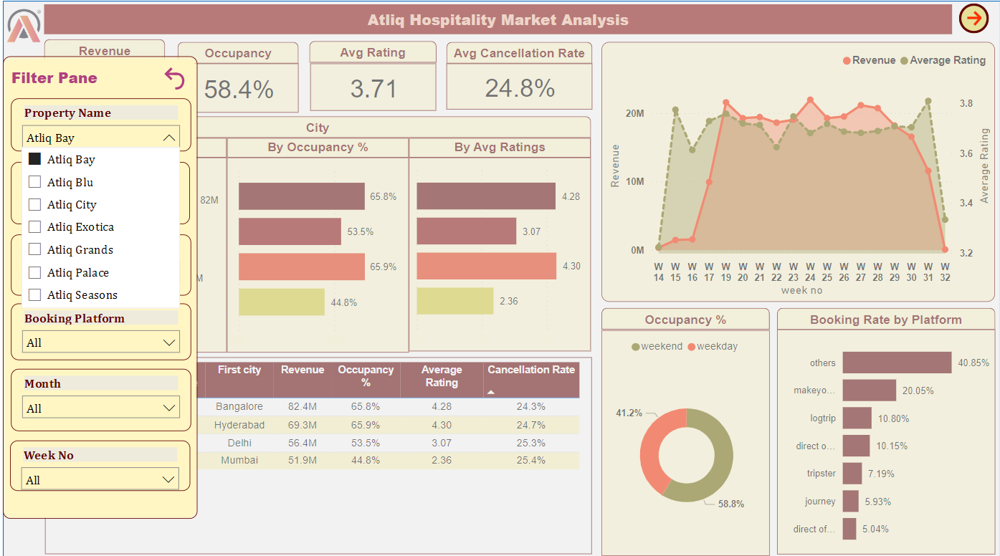 Atliq Hospitality Market Analysis
Revenue
Occupancy
58.4%
Avg Rating
3.71
Avg Cancellation Rate
24.8%
Filter Pane
Property Name
Atliq Bay
Atliq Bay
Atliq Blu
Atliq City
Atliq Exotica
Atliq Grands
Atliq Palace
Atliq Seasons
Booking Platform
All
Month
All
Week No
All
City
By Occupancy %
By Avg Ratings
82M
M
65.8%
53.5%
65.9%
44.8%
4.28
3.07
4.30
2.36
First city Revenue Occupancy % Average Rating Cancellation Rate
Bangalore 82.4M 65.8% 4.28 24.3%
Hyderabad 69.3M 65.9% 4.30 24.7%
Delhi 56.4M 53.5% 3.07 25.3%
Mumbai 51.9M 44.8% 2.36 25.4%
Revenue Average Rating
20M
10M
0M
Revenue
3.8
3.6
3.4
3.2
Average Rating
W W W W W W W W W W W W W W W W W W
14 15 16 17 19 20 21 22 23 24 25 26 27 28 29 30 31 32
week no
Occupancy %
weekend weekday
41.2%
58.8%
Booking Rate by Platform
others 40.85%
makeyo... 20.05%
logtrip 10.80%
direct o... 10.15%
tripster 7.19%
journey 5.93%
direct of... 5.04%